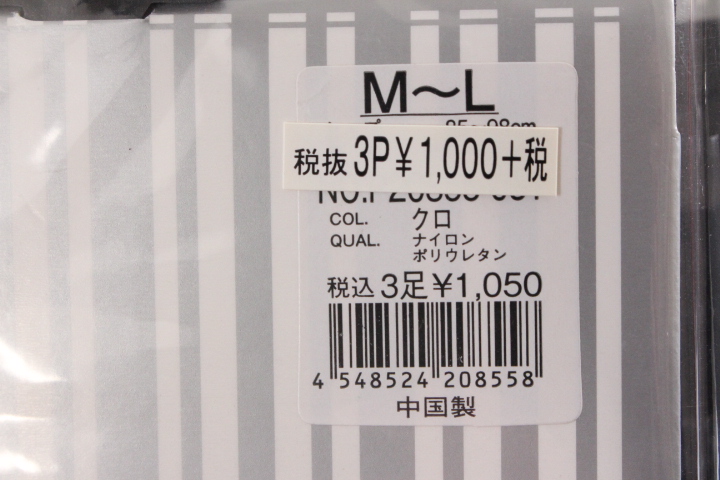 M〜L
税抜 3P¥1,000+税
COL. クロ
QUAL. ナイロン
ポリウレタン
税込 3足¥1,050
4 548524 208558
中国製